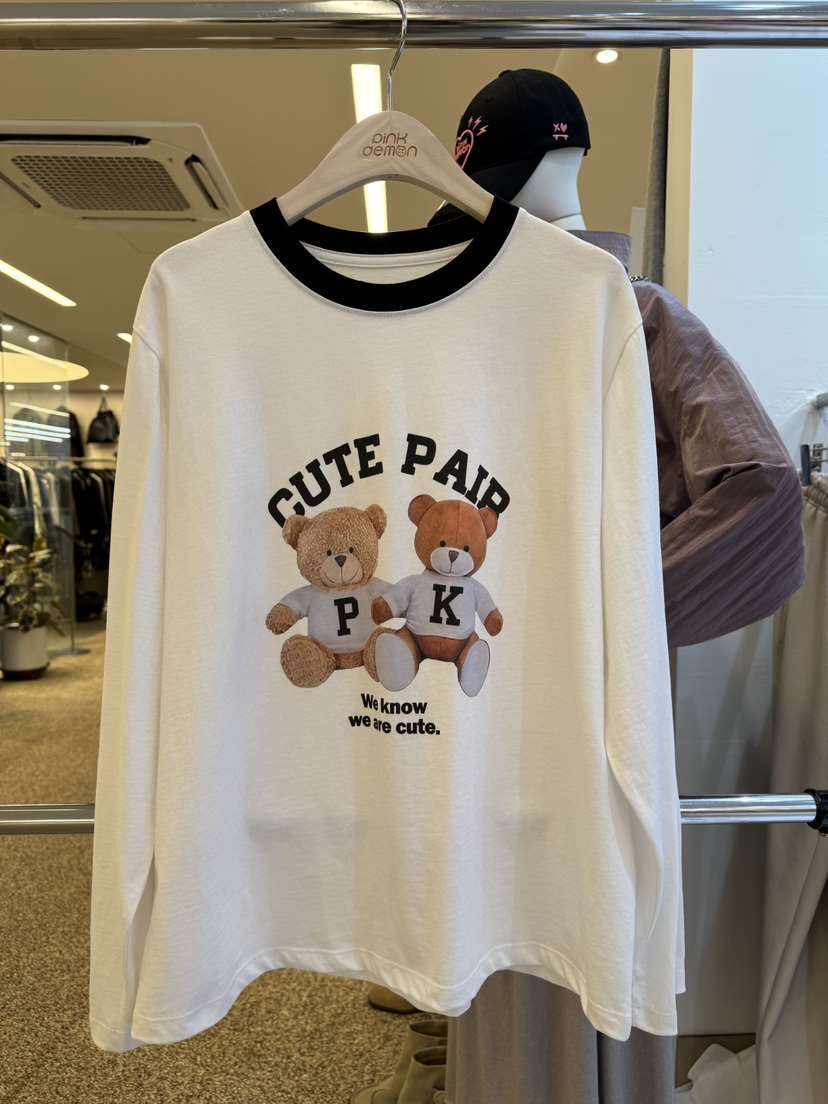 pink
demon
CUTE PAIR
P K
We know
we are cute.